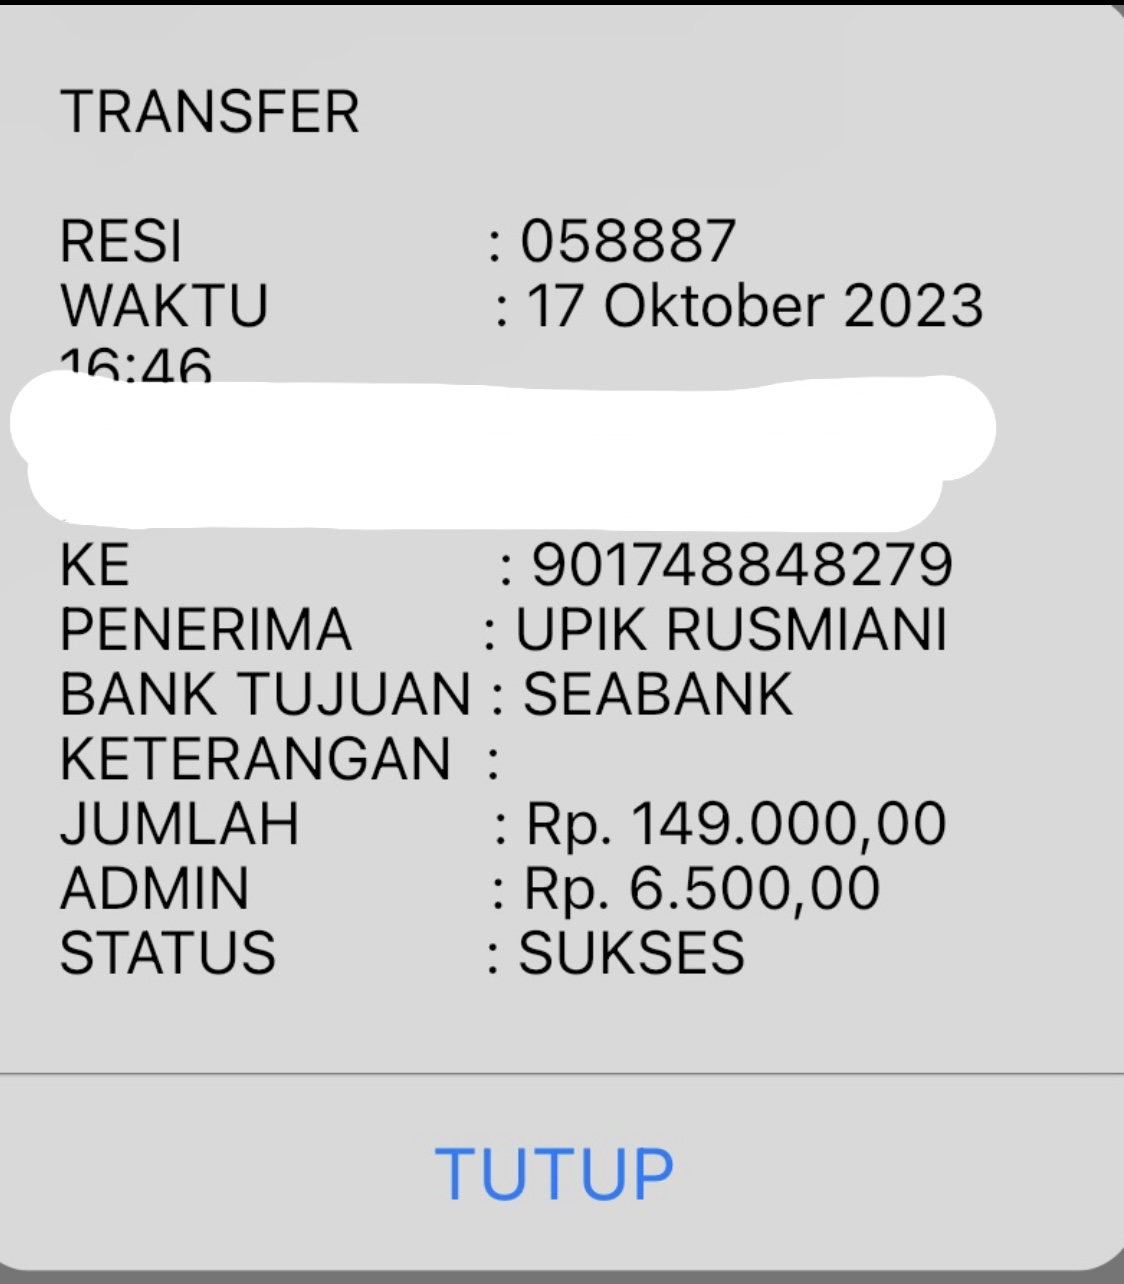 TRANSFER
RESI : 058887
WAKTU : 17 Oktober 2023
16:46
KE : 901748848279
PENERIMA : UPIK RUSMIANI
BANK TUJUAN : SEABANK
KETERANGAN :
JUMLAH : Rp. 149.000,00
ADMIN : Rp. 6.500,00
STATUS : SUKSES
TUTUP